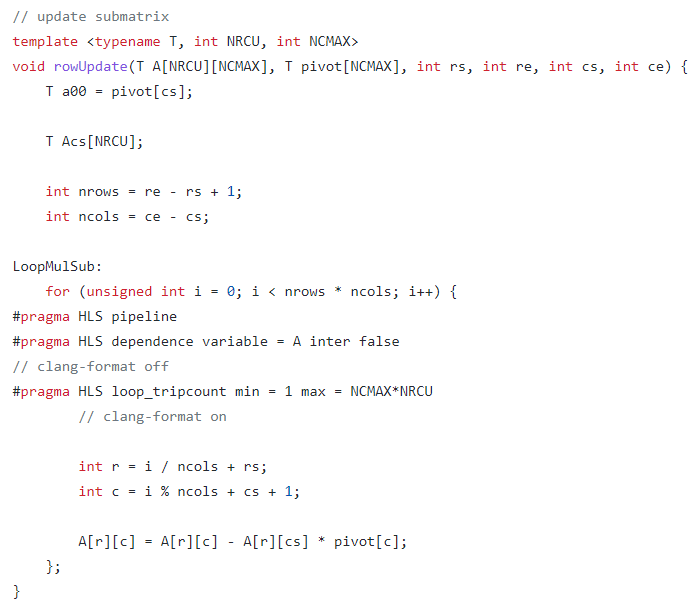 // update submatrix
template <typename T, int NRCU, int NCMAX>
void rowUpdate(T A[NRCU][NCMAX], T pivot[NCMAX], int rs, int re, int cs, int ce) {
    T a00 = pivot[cs];

    T Acs[NRCU];

    int nrows = re - rs + 1;
    int ncols = ce - cs;

LoopMulSub:
    for (unsigned int i = 0; i < nrows * ncols; i++) {
#pragma HLS pipeline
#pragma HLS dependence variable = A inter false
// clang-format off
#pragma HLS loop_tripcount min = 1 max = NCMAX*NRCU
        // clang-format on

        int r = i / ncols + rs;
        int c = i % ncols + cs + 1;

        A[r][c] = A[r][c] - A[r][cs] * pivot[c];
    };
}